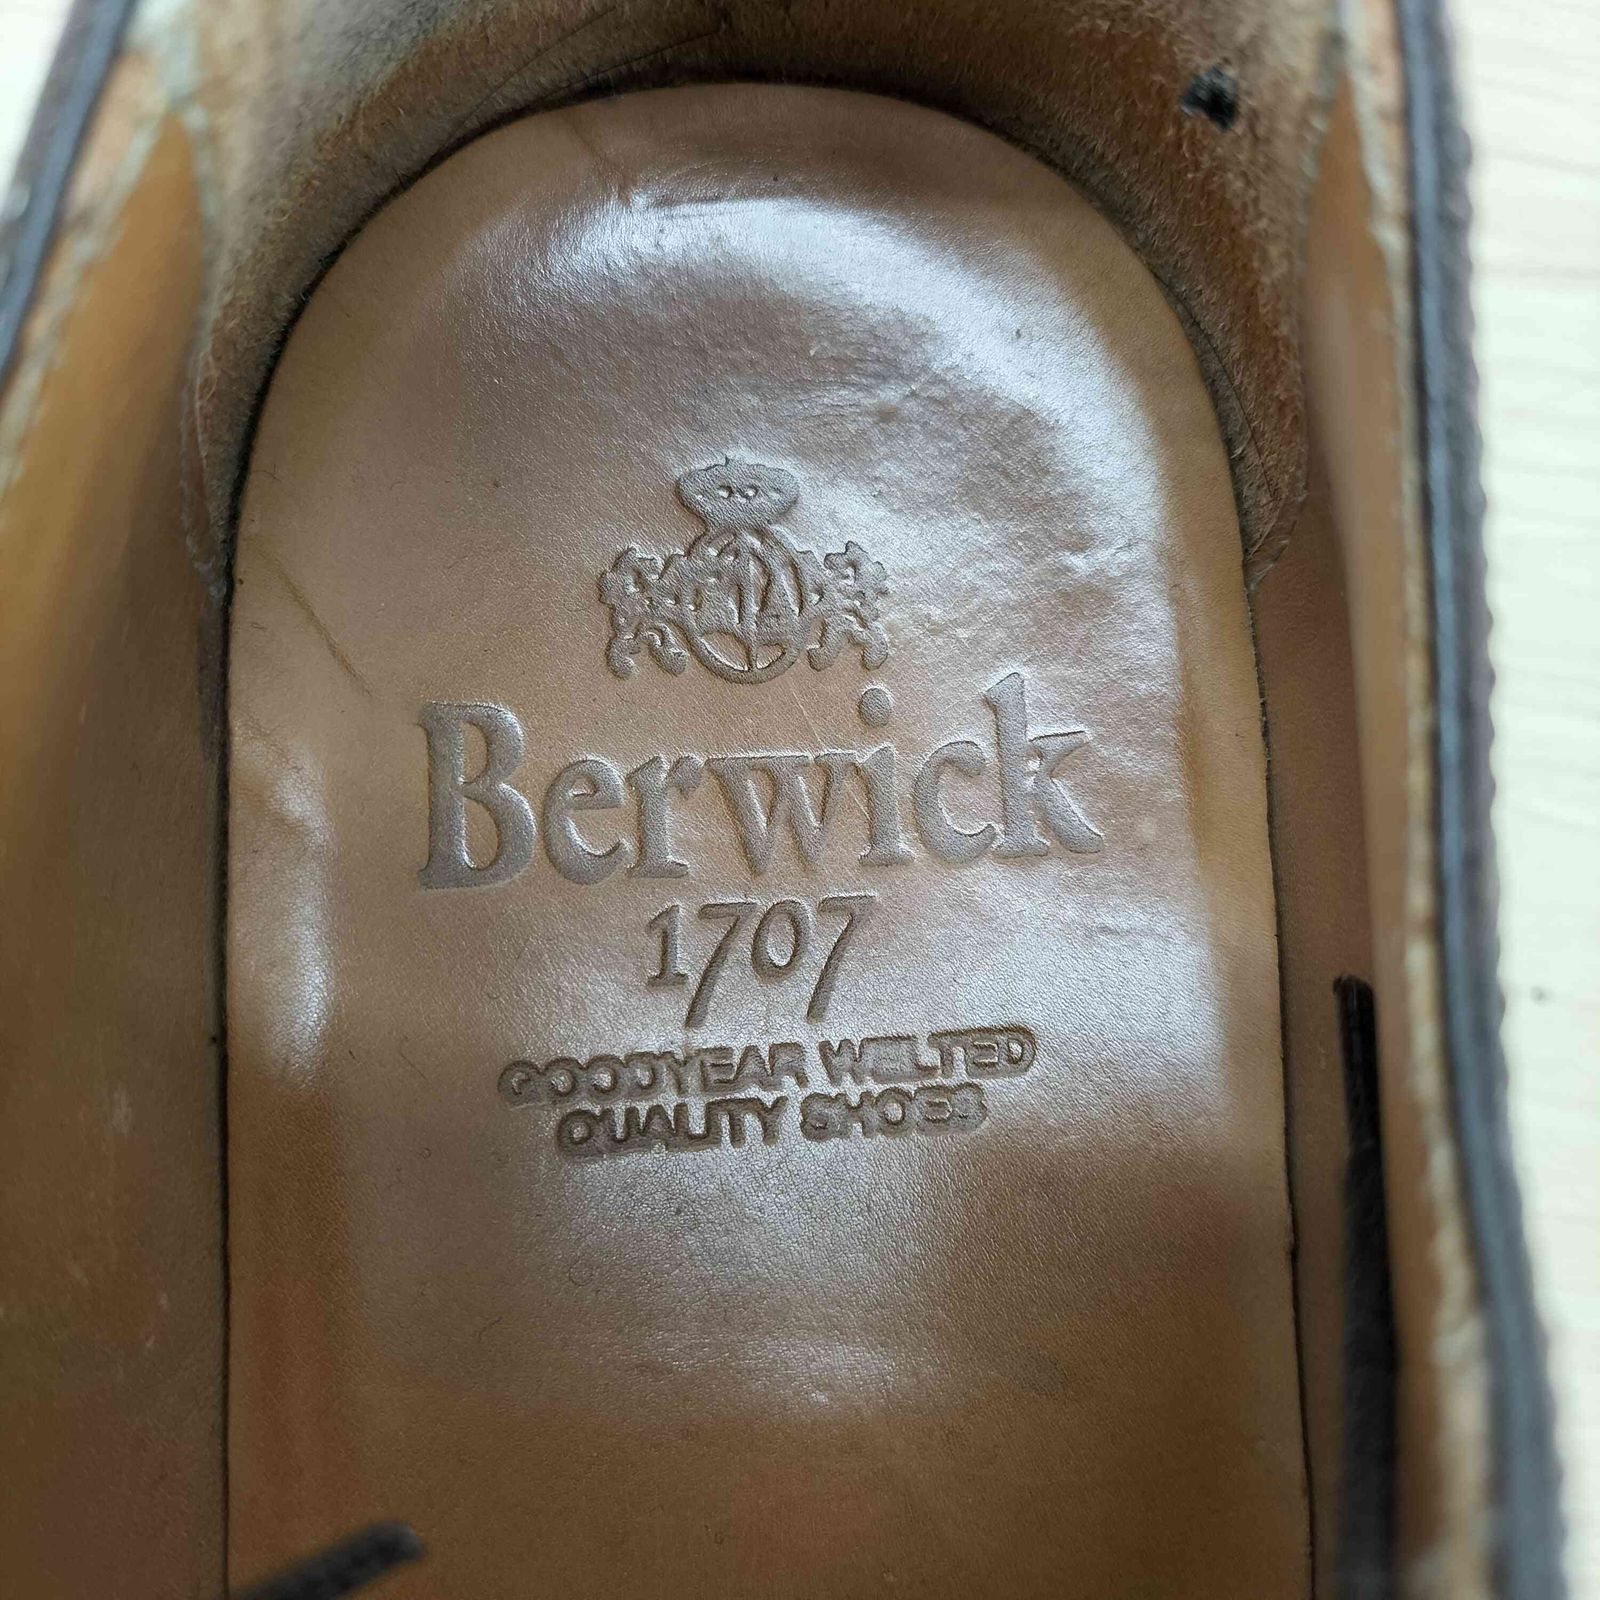 Berwick
1707
GOODYEAR WELTED
QUALITY SHOES